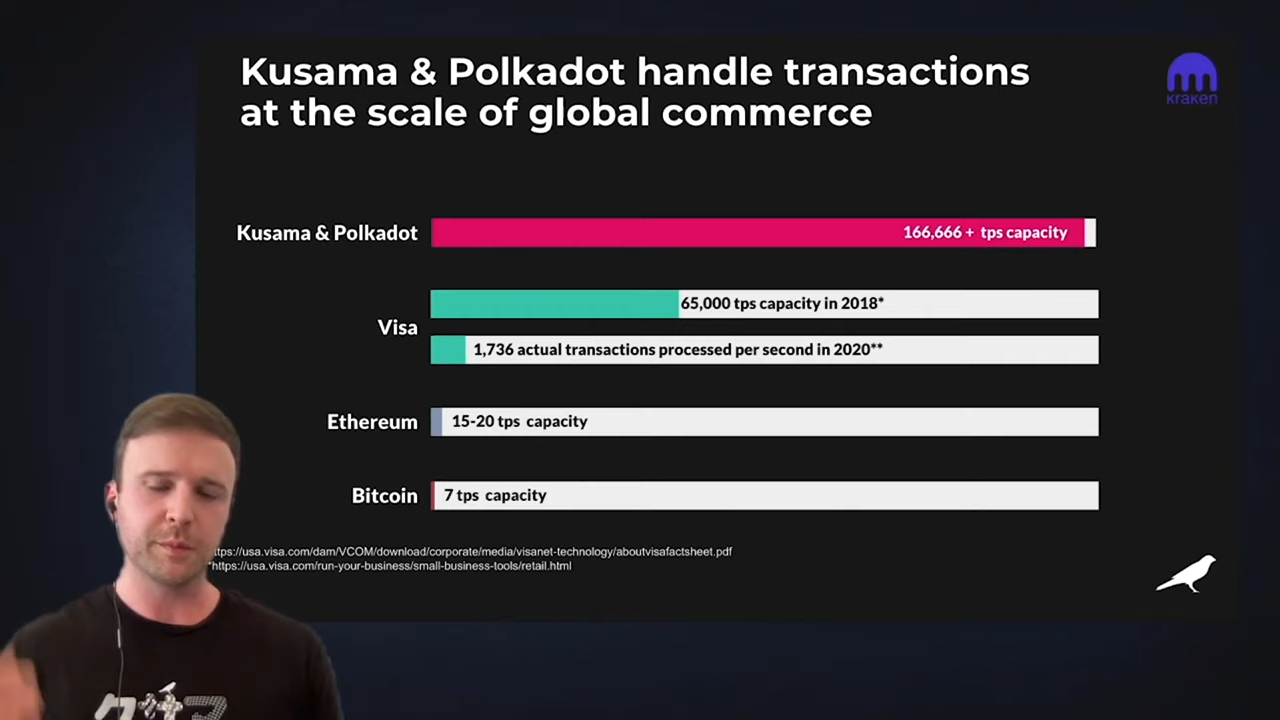 Kusama & Polkadot handle transactions
at the scale of global commerce
kraken
Kusama & Polkadot
166,666 + tps capacity
Visa
65,000 tps capacity in 2018*
1,736 actual transactions processed per second in 2020**
Ethereum
15-20 tps capacity
Bitcoin
7 tps capacity
ttps://usa.visa.com/dam/VCOM/download/corporate/media/visanet-technology/aboutvisafactsheet.pdf
*https://usa.visa.com/run-your-business/small-business-tools/retail.html